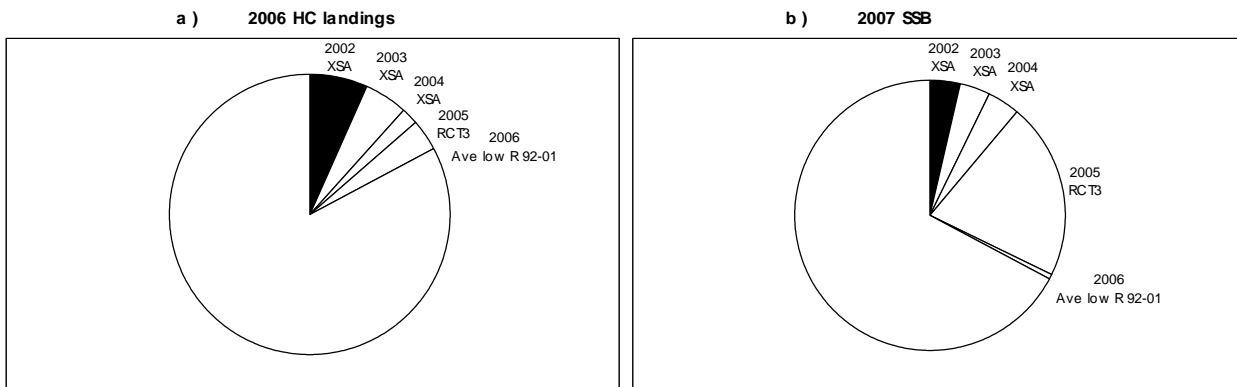 a ) 2006 HC landings
2002
XSA
2003
XSA
2004
XSA
2005
RCT3
2006
Ave low R 92-01
b ) 2007 SSB
2002
XSA
2003
XSA
2004
XSA
2005
RCT3
2006
Ave low R 92-01